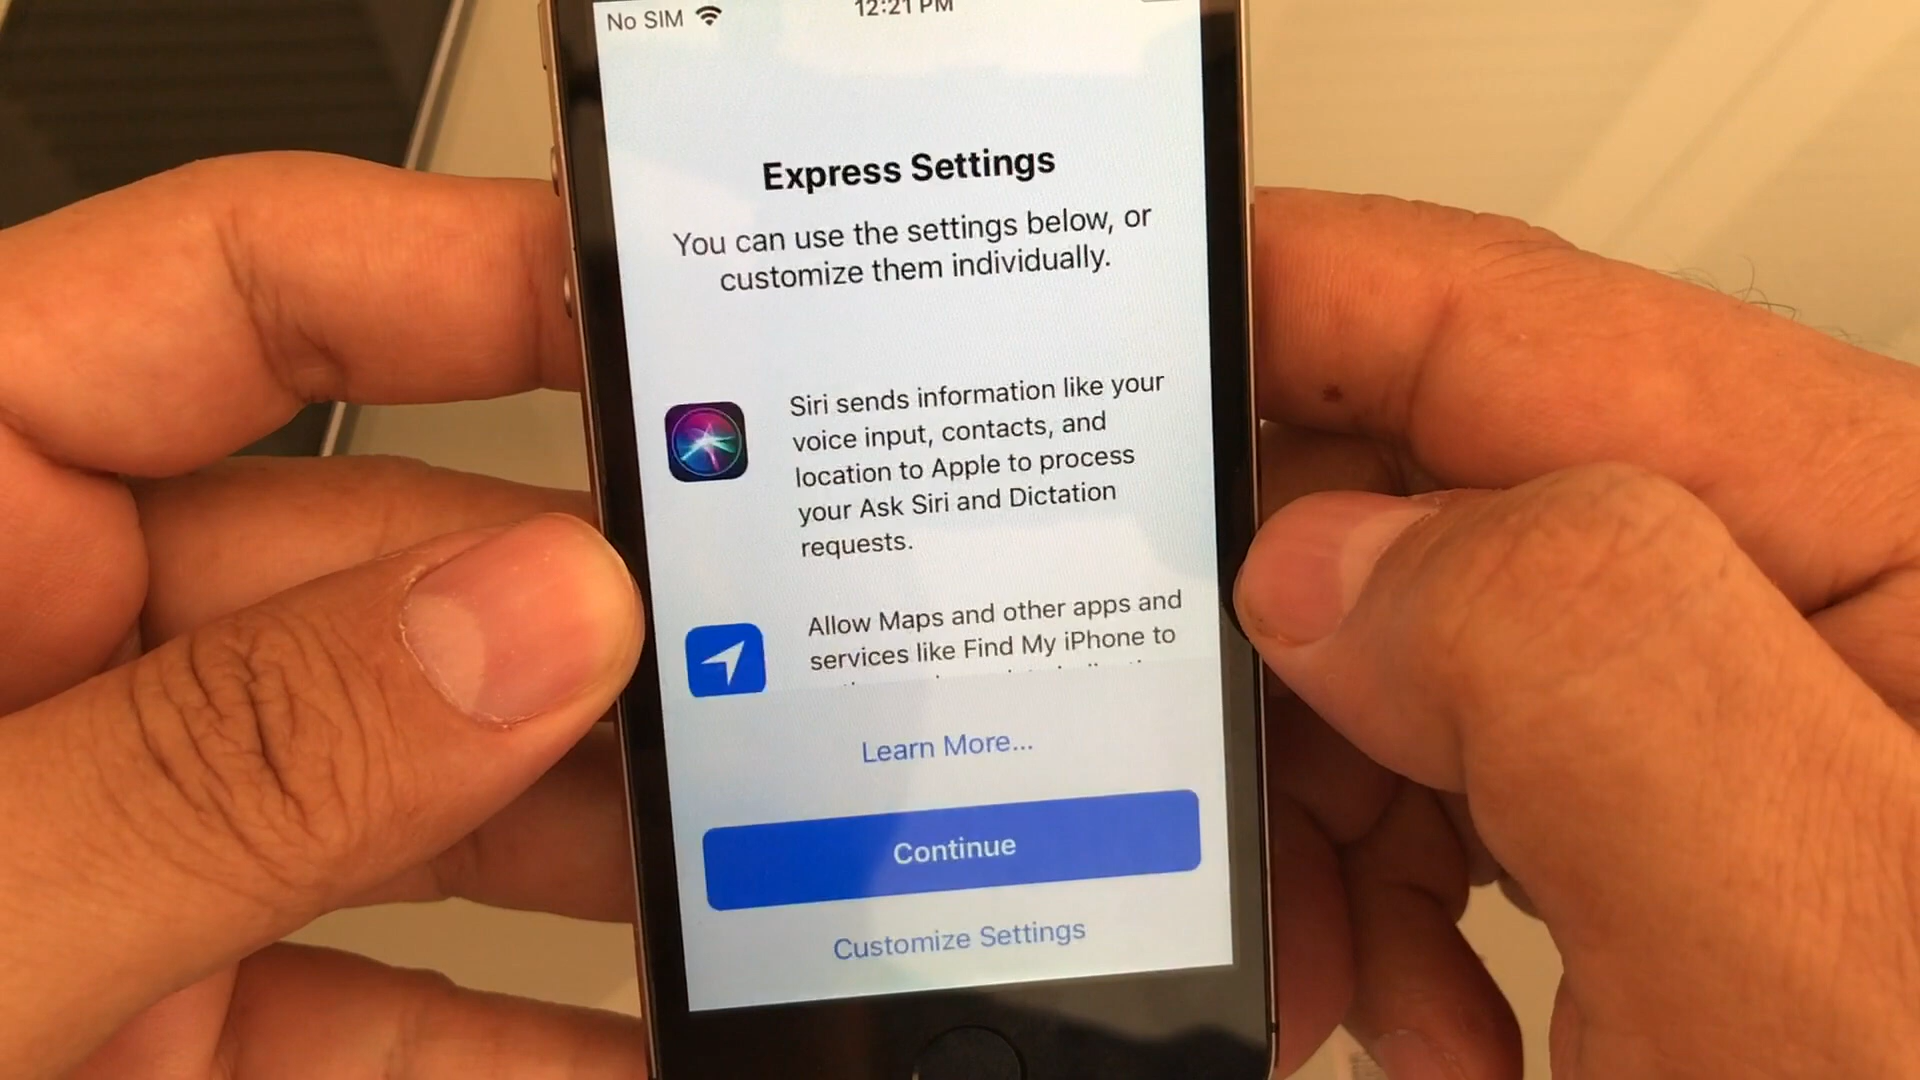 No SIM 12:21 PM
Express Settings
You can use the settings below, or
customize them individually.
Siri sends information like your
voice input, contacts, and
location to Apple to process
your Ask Siri and Dictation
requests.
Allow Maps and other apps and
services like Find My iPhone to
Learn More...
Continue
Customize Settings